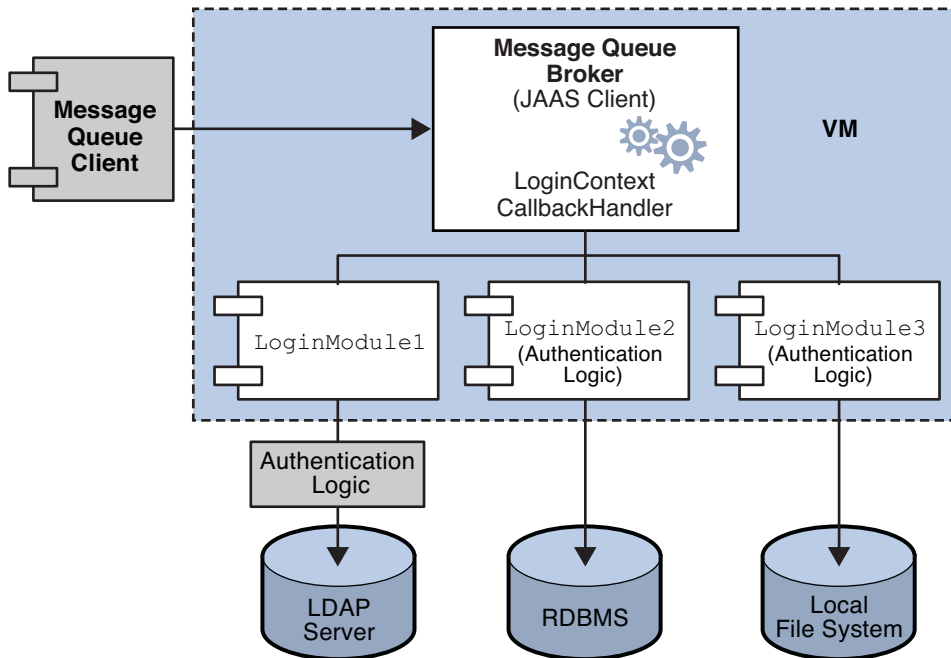 Message Queue
Broker
(JAAS Client)
LoginContext
CallbackHandler
Message
Queue
Client
VM
LoginModule1
LoginModule2
(Authentication
Logic)
LoginModule3
(Authentication
Logic)
Authentication
Logic
LDAP
Server
RDBMS
Local
File System